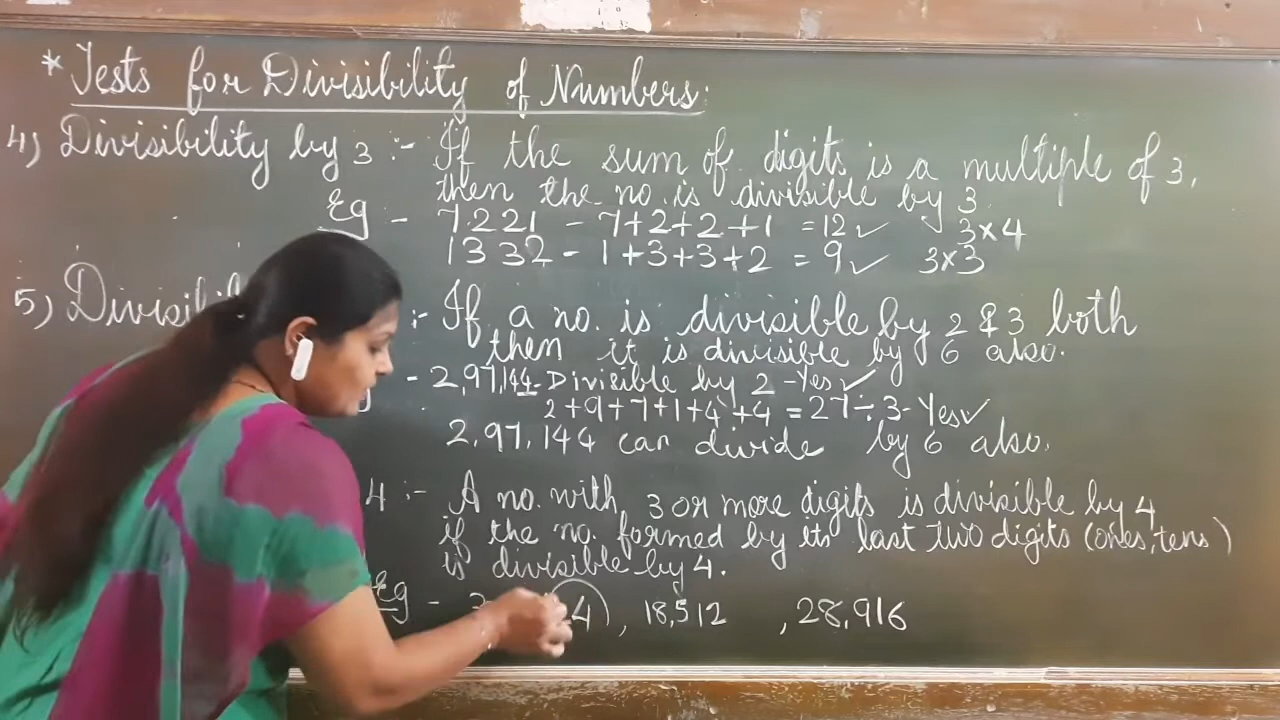 * Tests for Divisibility of Numbers:
4) Divisibility by 3 :- If the sum of digits is a multiple of 3,
then the no. is divisible by 3.
Eg - 7221 - 7+2+2+1 = 12 ✓ 3×4
1332 - 1+3+3+2 = 9 ✓ 3×3
5) :- If a no. is divisible by 2 & 3 both
then it is divisible by 6 also.
- 2,97,144 - Divisible by 2 - Yes ✓
2+9+7+1+4+4 = 27 ÷ 3 - Yes ✓
2,97,144 can divide by 6 also.
4 :- A no. with 3 or more digits is divisible by 4
if the no. formed by its last two digits (ones, tens)
is divisible by 4.
Eg - 3 4, 18,512 , 28,916